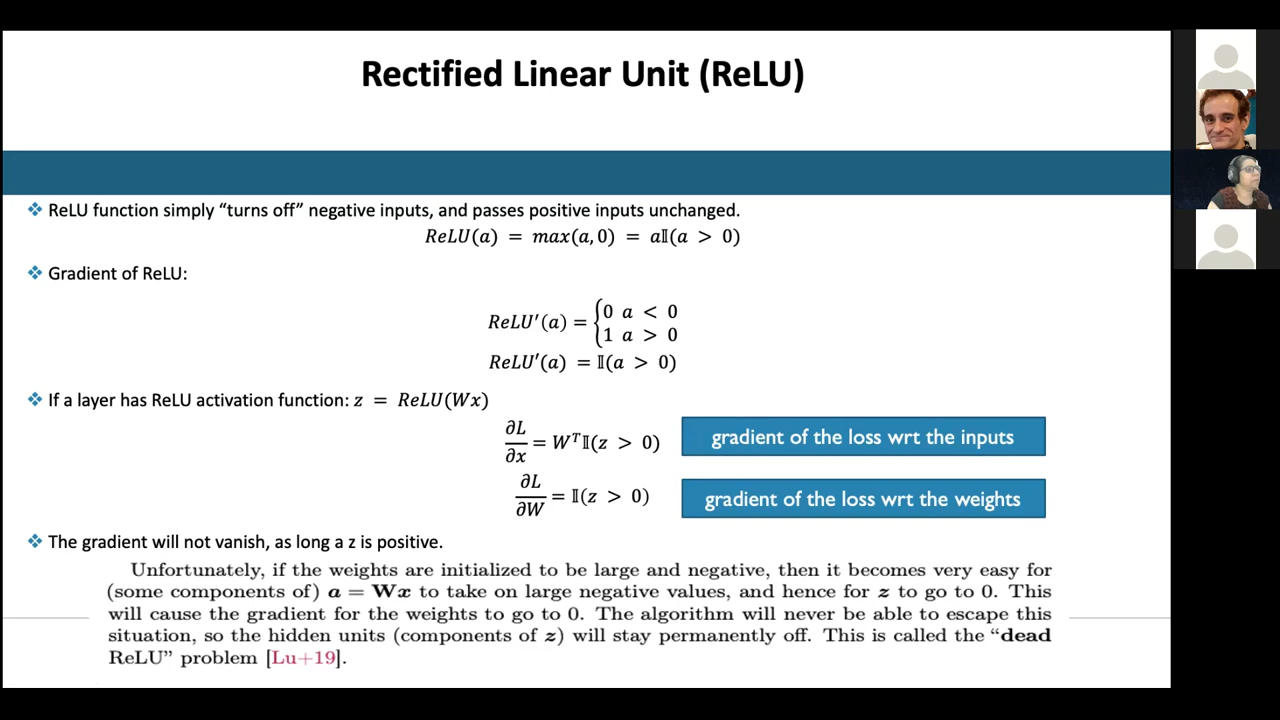 Rectified Linear Unit (ReLU)
❖ ReLU function simply “turns off” negative inputs, and passes positive inputs unchanged.
ReLU(a) = max(a, 0) = a𝕀(a > 0)
❖ Gradient of ReLU:
ReLU′(a) = {0 a < 0
1 a > 0
ReLU′(a) = 𝕀(a > 0)
❖ If a layer has ReLU activation function: z = ReLU(Wx)
∂L/∂x = Wᵀ𝕀(z > 0)
gradient of the loss wrt the inputs
∂L/∂W = 𝕀(z > 0)
gradient of the loss wrt the weights
❖ The gradient will not vanish, as long a z is positive.
Unfortunately, if the weights are initialized to be large and negative, then it becomes very easy for
(some components of) a = Wx to take on large negative values, and hence for z to go to 0. This
will cause the gradient for the weights to go to 0. The algorithm will never be able to escape this
situation, so the hidden units (components of z) will stay permanently off. This is called the “dead
ReLU” problem [Lu+19].